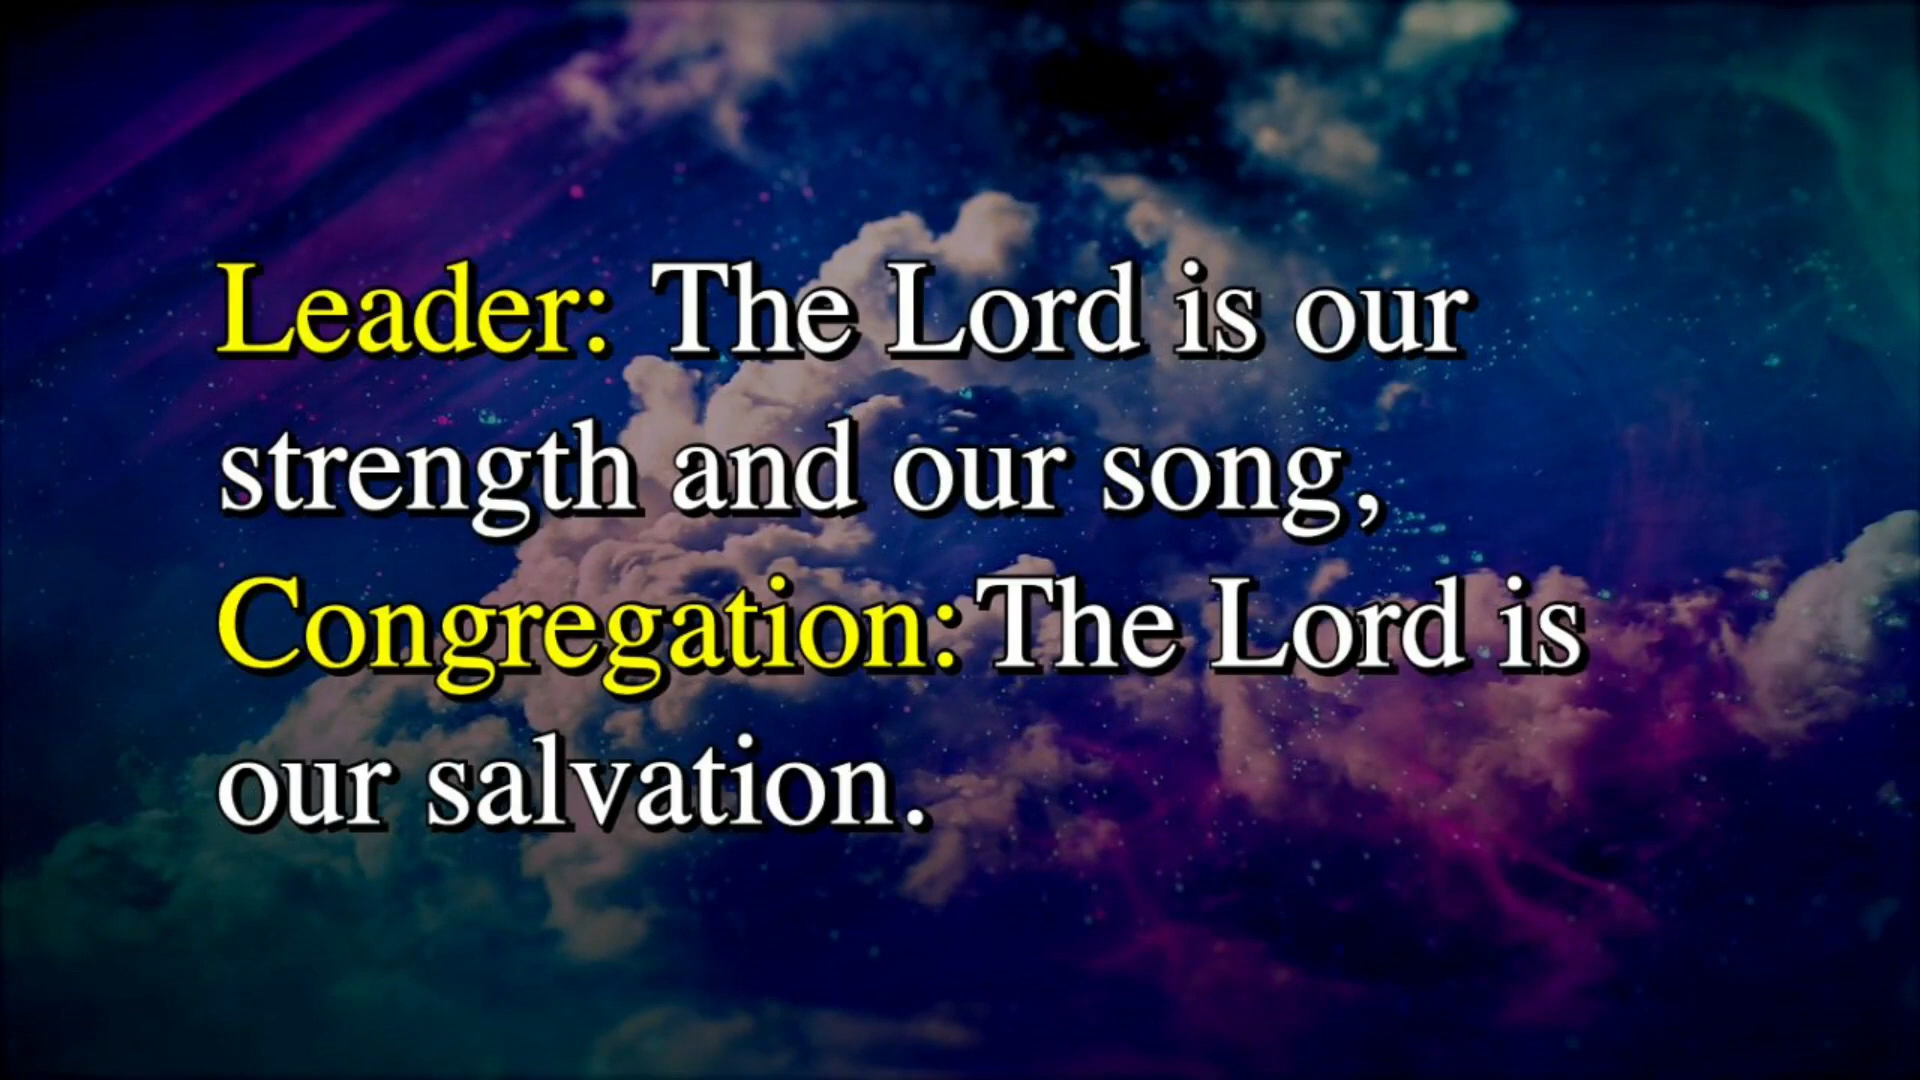 Leader: The Lord is our
strength and our song,
Congregation: The Lord is
our salvation.